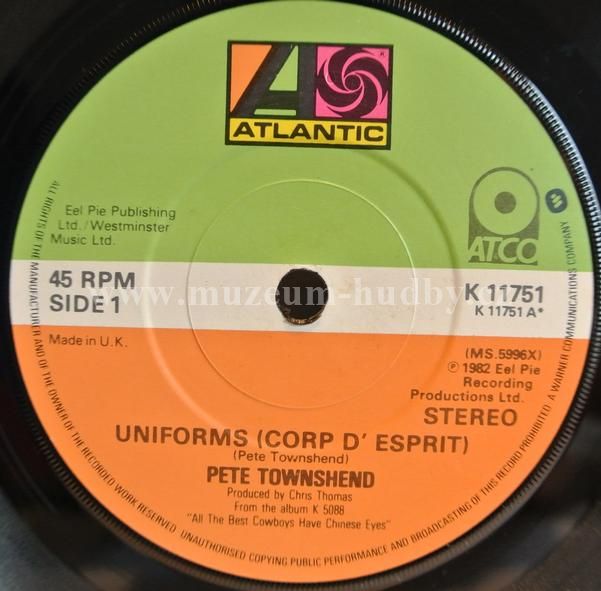 ATLANTIC
ATCO
Eel Pie Publishing
Ltd./Westminster
Music Ltd.
45 RPM
SIDE 1
www.muzeum-hudby.
K 11751
K 11751 A*
Made in U.K.
(MS.5996X)
℗ 1982 Eel Pie
Recording
Productions Ltd.
STEREO
UNIFORMS (CORP D' ESPRIT)
(Pete Townshend)
PETE TOWNSHEND
Produced by Chris Thomas
From the album K 5088
"All The Best Cowboys Have Chinese Eyes"
ALL RIGHTS OF THE MANUFACTURER AND OF THE OWNER OF THE RECORDED WORK RESERVED. UNAUTHORISED COPYING PUBLIC PERFORMANCE AND BROADCASTING OF THIS RECORD PROHIBITED. A WARNER COMMUNICATIONS COMPANY